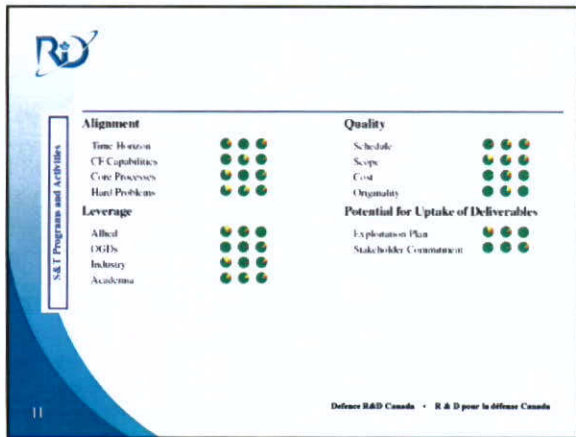 R&D
S&T Programs and Activities
Alignment
Time Horizon
CF Capabilities
Core Processes
Hard Problems
Leverage
Allied
OGDs
Industry
Academia
Quality
Schedule
Scope
Cost
Originality
Potential for Uptake of Deliverables
Exploitation Plan
Stakeholder Commitment
11
Defence R&D Canada • R & D pour la défense Canada